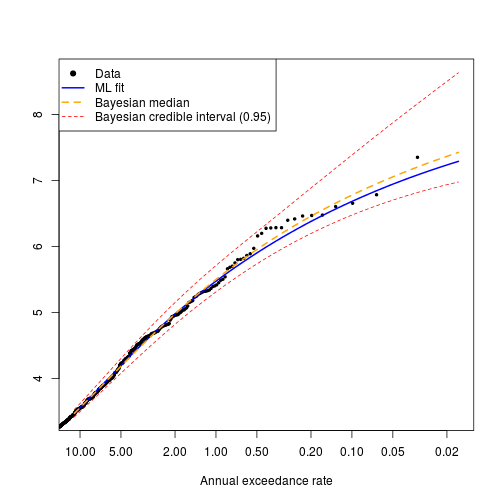 Data
ML fit
Bayesian median
Bayesian credible interval (0.95)
8
7
6
5
4
10.00 5.00 2.00 1.00 0.50 0.20 0.10 0.05 0.02
Annual exceedance rate